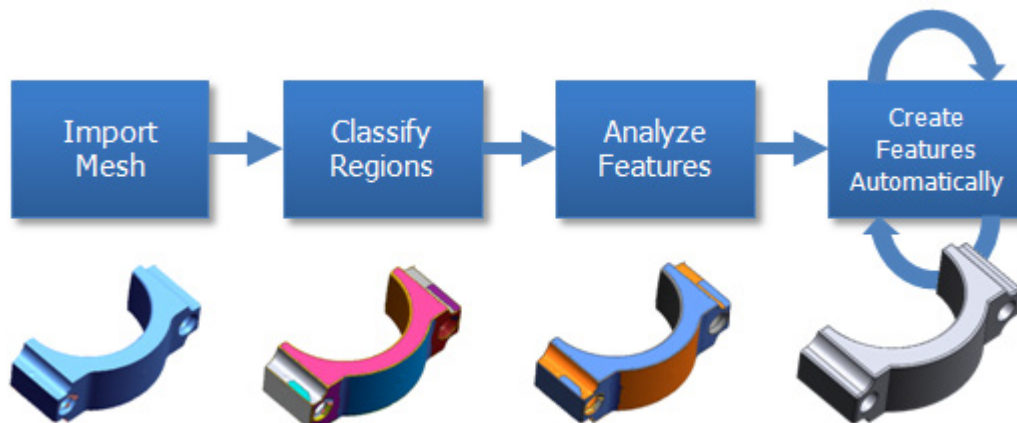 Import
Mesh
Classify
Regions
Analyze
Features
Create
Features
Automatically